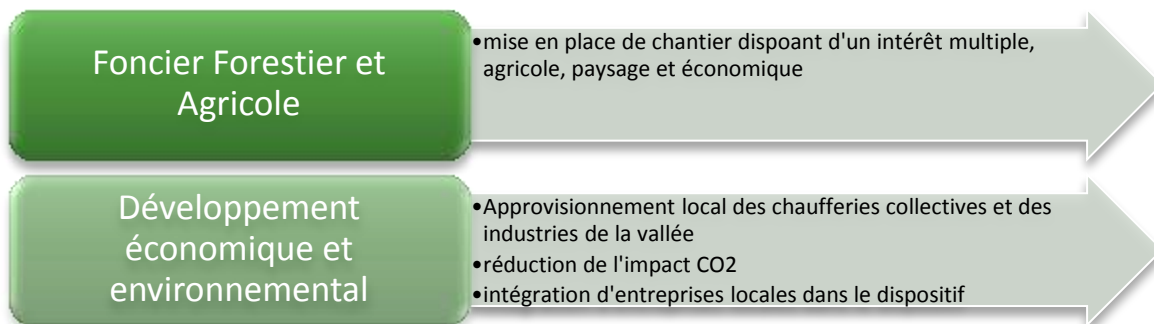 Foncier Forestier et
Agricole
•mise en place de chantier dispoant d'un intérêt multiple,
agricole, paysage et économique
Développement
économique et
environnemental
•Approvisionnement local des chaufferies collectives et des
industries de la vallée
•réduction de l'impact CO2
•intégration d'entreprises locales dans le dispositif